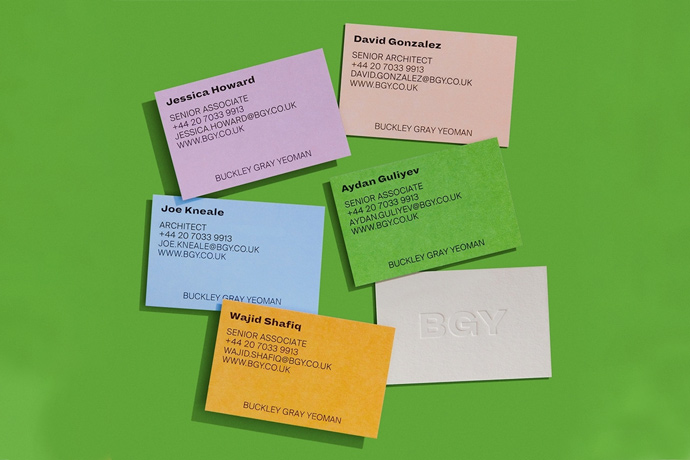 Jessica Howard
SENIOR ASSOCIATE
+44 20 7033 9913
JESSICA.HOWARD@BGY.CO.UK
WWW.BGY.CO.UK
BUCKLEY GRAY YEOMAN
David Gonzalez
SENIOR ARCHITECT
+44 20 7033 9913
DAVID.GONZALEZ@BGY.CO.UK
WWW.BGY.CO.UK
BUCKLEY GRAY YEOMAN
Joe Kneale
ARCHITECT
+44 20 7033 9913
JOE.KNEALE@BGY.CO.UK
WWW.BGY.CO.UK
BUCKLEY GRAY YEOMAN
Aydan Guliyev
SENIOR ASSOCIATE
+44 20 7033 9913
AYDAN.GULIYEV@BGY.CO.UK
WWW.BGY.CO.UK
BUCKLEY GRAY YEOMAN
Wajid Shafiq
SENIOR ASSOCIATE
+44 20 7033 9913
WAJID.SHAFIQ@BGY.CO.UK
WWW.BGY.CO.UK
BUCKLEY GRAY YEOMAN
BGY